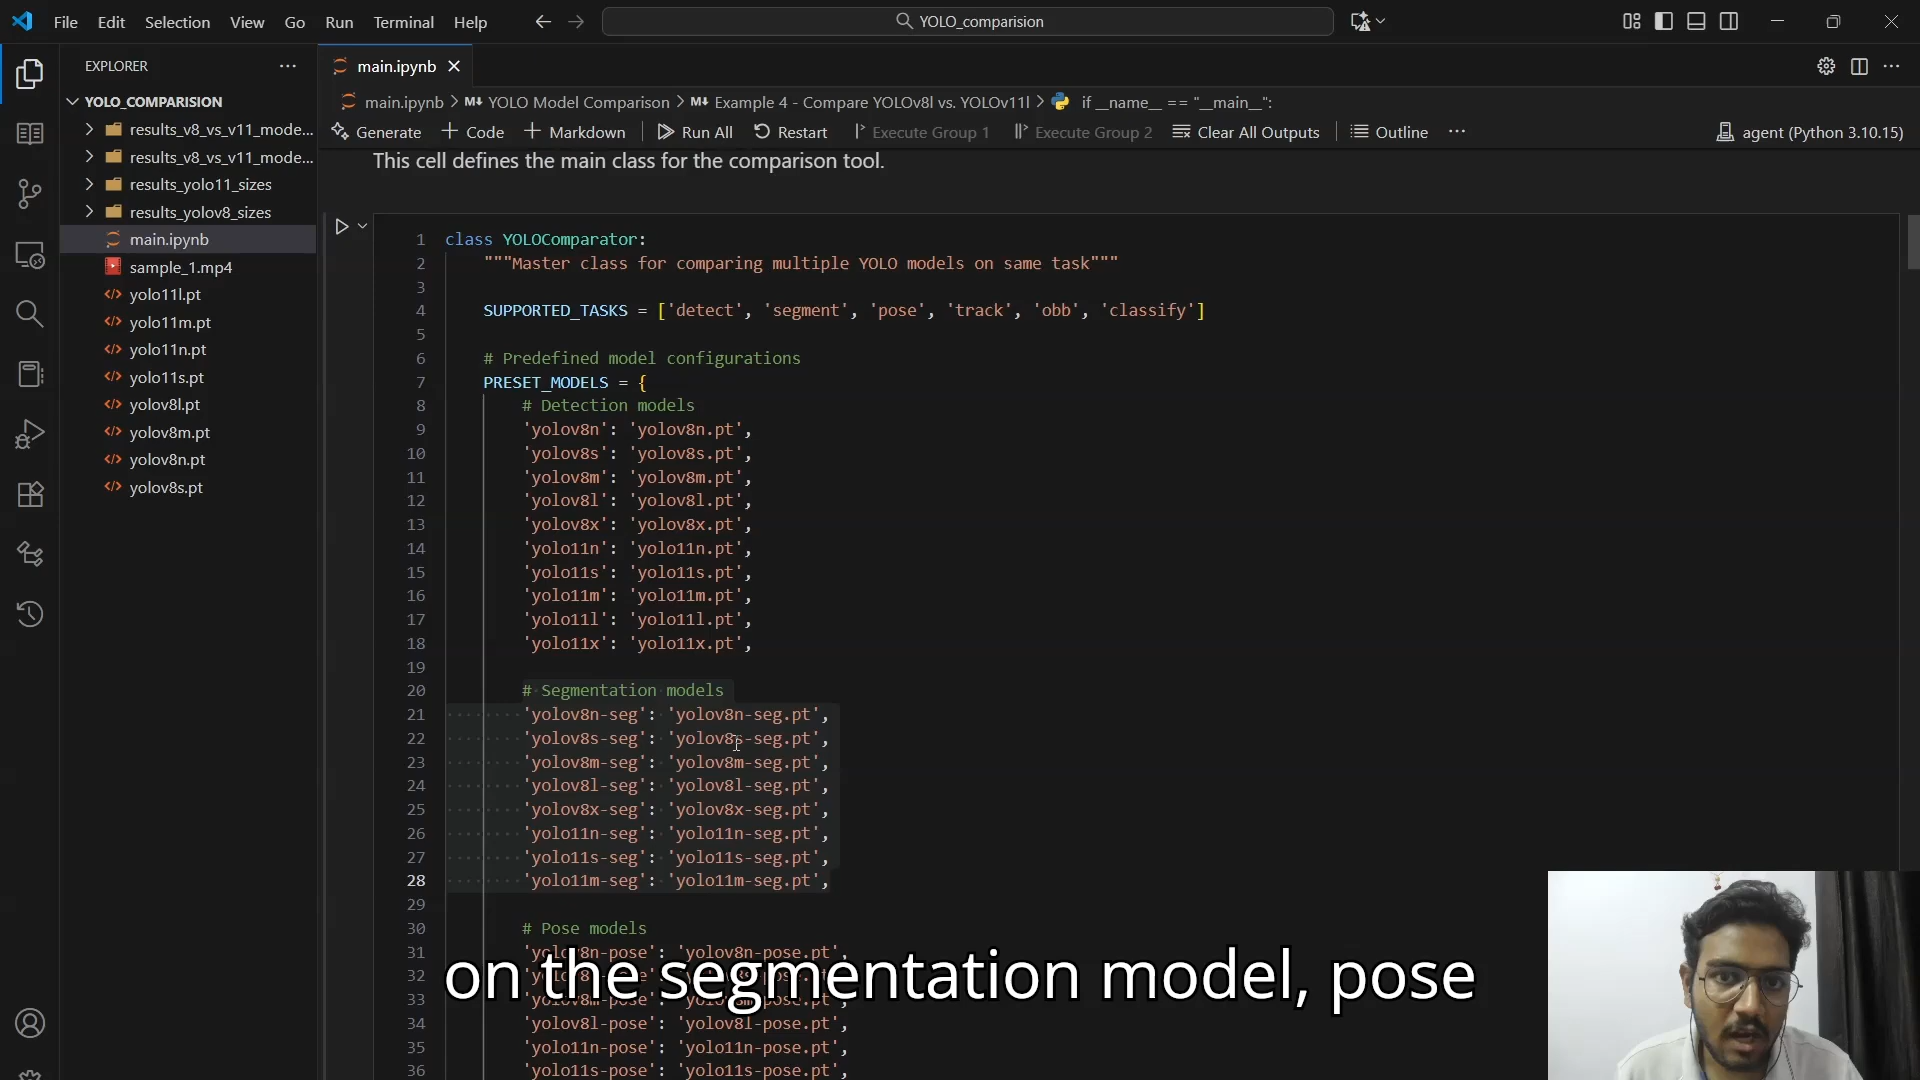 File Edit Selection View Go Run Terminal Help
YOLO_comparision
EXPLORER
YOLO_COMPARISION
results_v8_vs_v11_mode...
results_v8_vs_v11_mode...
results_yolo11_sizes
results_yolov8_sizes
main.ipynb
sample_1.mp4
yolo11l.pt
yolo11m.pt
yolo11n.pt
yolo11s.pt
yolov8l.pt
yolov8m.pt
yolov8n.pt
yolov8s.pt
main.ipynb
main.ipynb > M↓ YOLO Model Comparison > M↓ Example 4 - Compare YOLOv8l vs. YOLOv11l > if __name__ == "__main__":
Generate + Code + Markdown Run All Restart Execute Group 1 Execute Group 2 Clear All Outputs Outline ... agent (Python 3.10.15)
This cell defines the main class for the comparison tool.
1 class YOLOComparator:
2 """Master class for comparing multiple YOLO models on same task"""
3
4 SUPPORTED_TASKS = ['detect', 'segment', 'pose', 'track', 'obb', 'classify']
5
6 # Predefined model configurations
7 PRESET_MODELS = {
8 # Detection models
9 'yolov8n': 'yolov8n.pt',
10 'yolov8s': 'yolov8s.pt',
11 'yolov8m': 'yolov8m.pt',
12 'yolov8l': 'yolov8l.pt',
13 'yolov8x': 'yolov8x.pt',
14 'yolo11n': 'yolo11n.pt',
15 'yolo11s': 'yolo11s.pt',
16 'yolo11m': 'yolo11m.pt',
17 'yolo11l': 'yolo11l.pt',
18 'yolo11x': 'yolo11x.pt',
19
20 # Segmentation models
21 'yolov8n-seg': 'yolov8n-seg.pt',
22 'yolov8s-seg': 'yolov8s-seg.pt',
23 'yolov8m-seg': 'yolov8m-seg.pt',
24 'yolov8l-seg': 'yolov8l-seg.pt',
25 'yolov8x-seg': 'yolov8x-seg.pt',
26 'yolo11n-seg': 'yolo11n-seg.pt',
27 'yolo11s-seg': 'yolo11s-seg.pt',
28 'yolo11m-seg': 'yolo11m-seg.pt',
29
30 # Pose models
31 'yolov8n-pose': 'yolov8n-pose.pt',
32
33
34 'yolov8l-pose': 'yolov8l-pose.pt',
35 'yolo11n-pose': 'yolo11n-pose.pt',
36 'yolo11s-pose': 'yolo11s-pose.pt',
on the segmentation model, pose